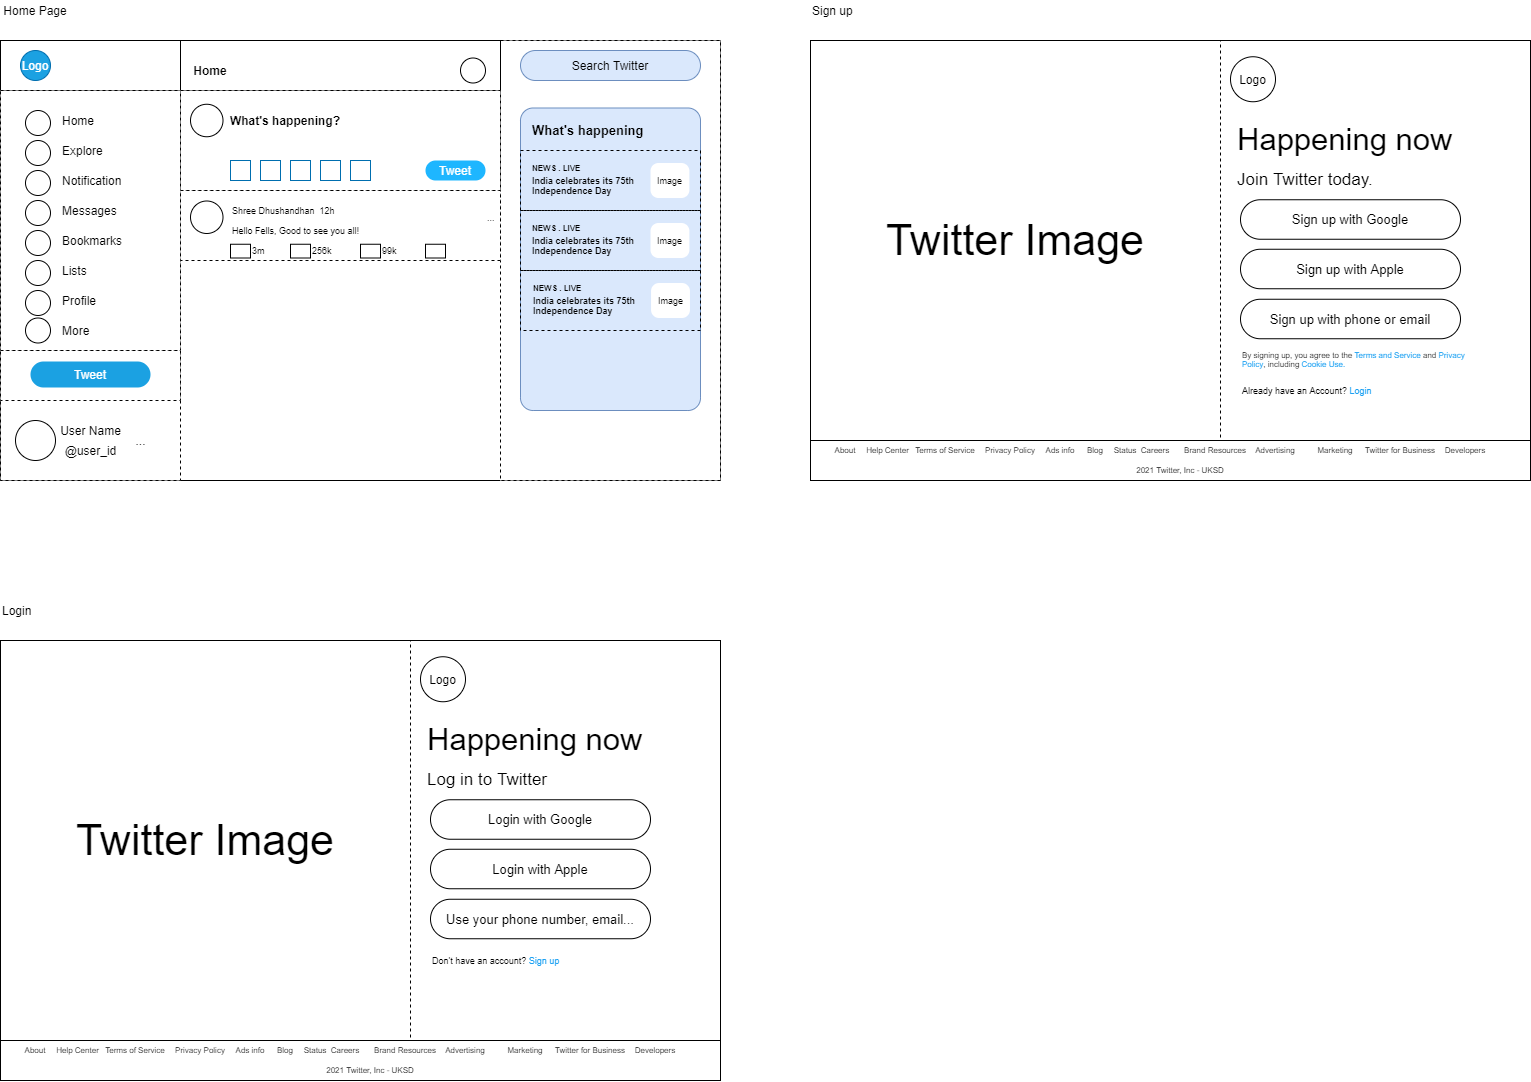 Home Page
Logo
Home
Explore
Notification
Messages
Bookmarks
Lists
Profile
More
Tweet
User Name
@user_id
...
Home
What's happening?
Tweet
Shree Dhushandhan 12h
...
Hello Fells, Good to see you all!
3m 256k 99k
Search Twitter
What's happening
NEWS . LIVE
India celebrates its 75th
Independence Day
Image
NEWS . LIVE
India celebrates its 75th
Independence Day
Image
NEWS . LIVE
India celebrates its 75th
Independence Day
Image
Sign up
Twitter Image
Logo
Happening now
Join Twitter today.
Sign up with Google
Sign up with Apple
Sign up with phone or email
By signing up, you agree to the Terms and Service and Privacy
Policy, including Cookie Use.
Already have an Account? Login
About Help Center Terms of Service Privacy Policy Ads info Blog Status Careers Brand Resources Advertising Marketing Twitter for Business Developers
2021 Twitter, Inc - UKSD
Login
Twitter Image
Logo
Happening now
Log in to Twitter
Login with Google
Login with Apple
Use your phone number, email...
Don't have an account? Sign up
About Help Center Terms of Service Privacy Policy Ads info Blog Status Careers Brand Resources Advertising Marketing Twitter for Business Developers
2021 Twitter, Inc - UKSD